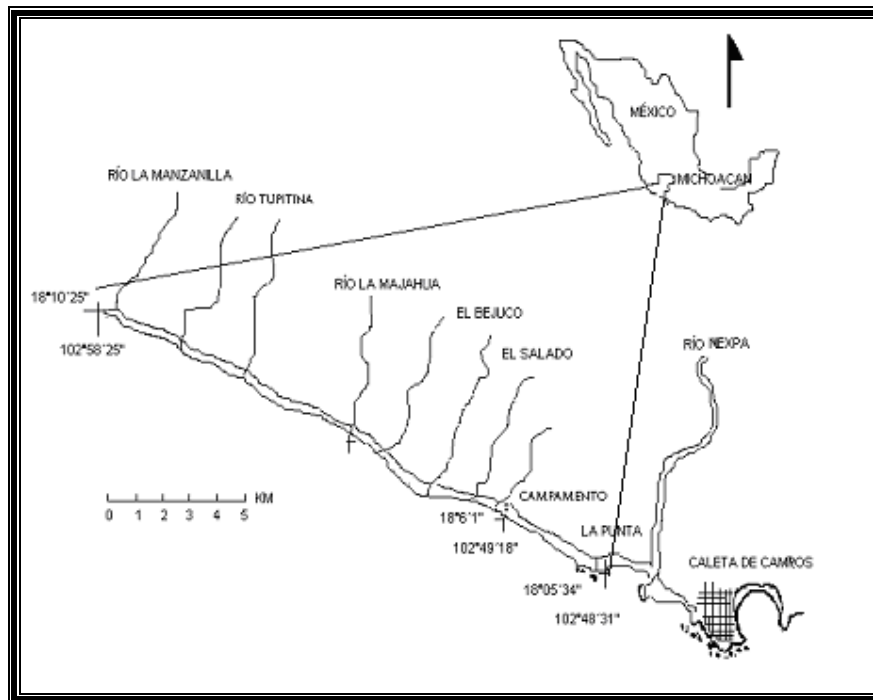 MÉXICO
MICHOACAN
RÍO LA MANZANILLA
RÍO TUPITINA
RÍO LA MAJAHUA
18°10´25"
102°58´25"
EL BEJUCO
EL SALADO
RÍO NEXPA
KM
0 1 2 3 4 5
CAMPAMENTO
18°6´1"
102°49´18"
LA PUNTA
CALETA DE CAMROS
18°05´34"
102°48´31"